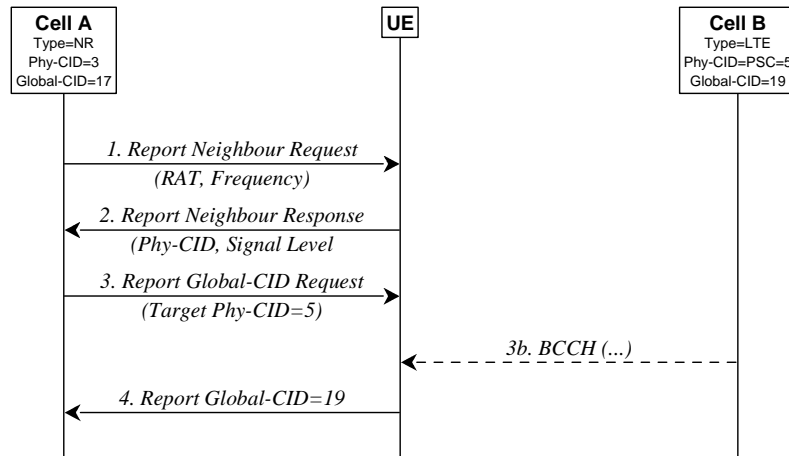 Cell A
Type=NR
Phy-CID=3
Global-CID=17
UE
Cell B
Type=LTE
Phy-CID=PSC=5
Global-CID=19
1. Report Neighbour Request
(RAT, Frequency)
2. Report Neighbour Response
(Phy-CID, Signal Level
3. Report Global-CID Request
(Target Phy-CID=5)
3b. BCCH (...)
4. Report Global-CID=19